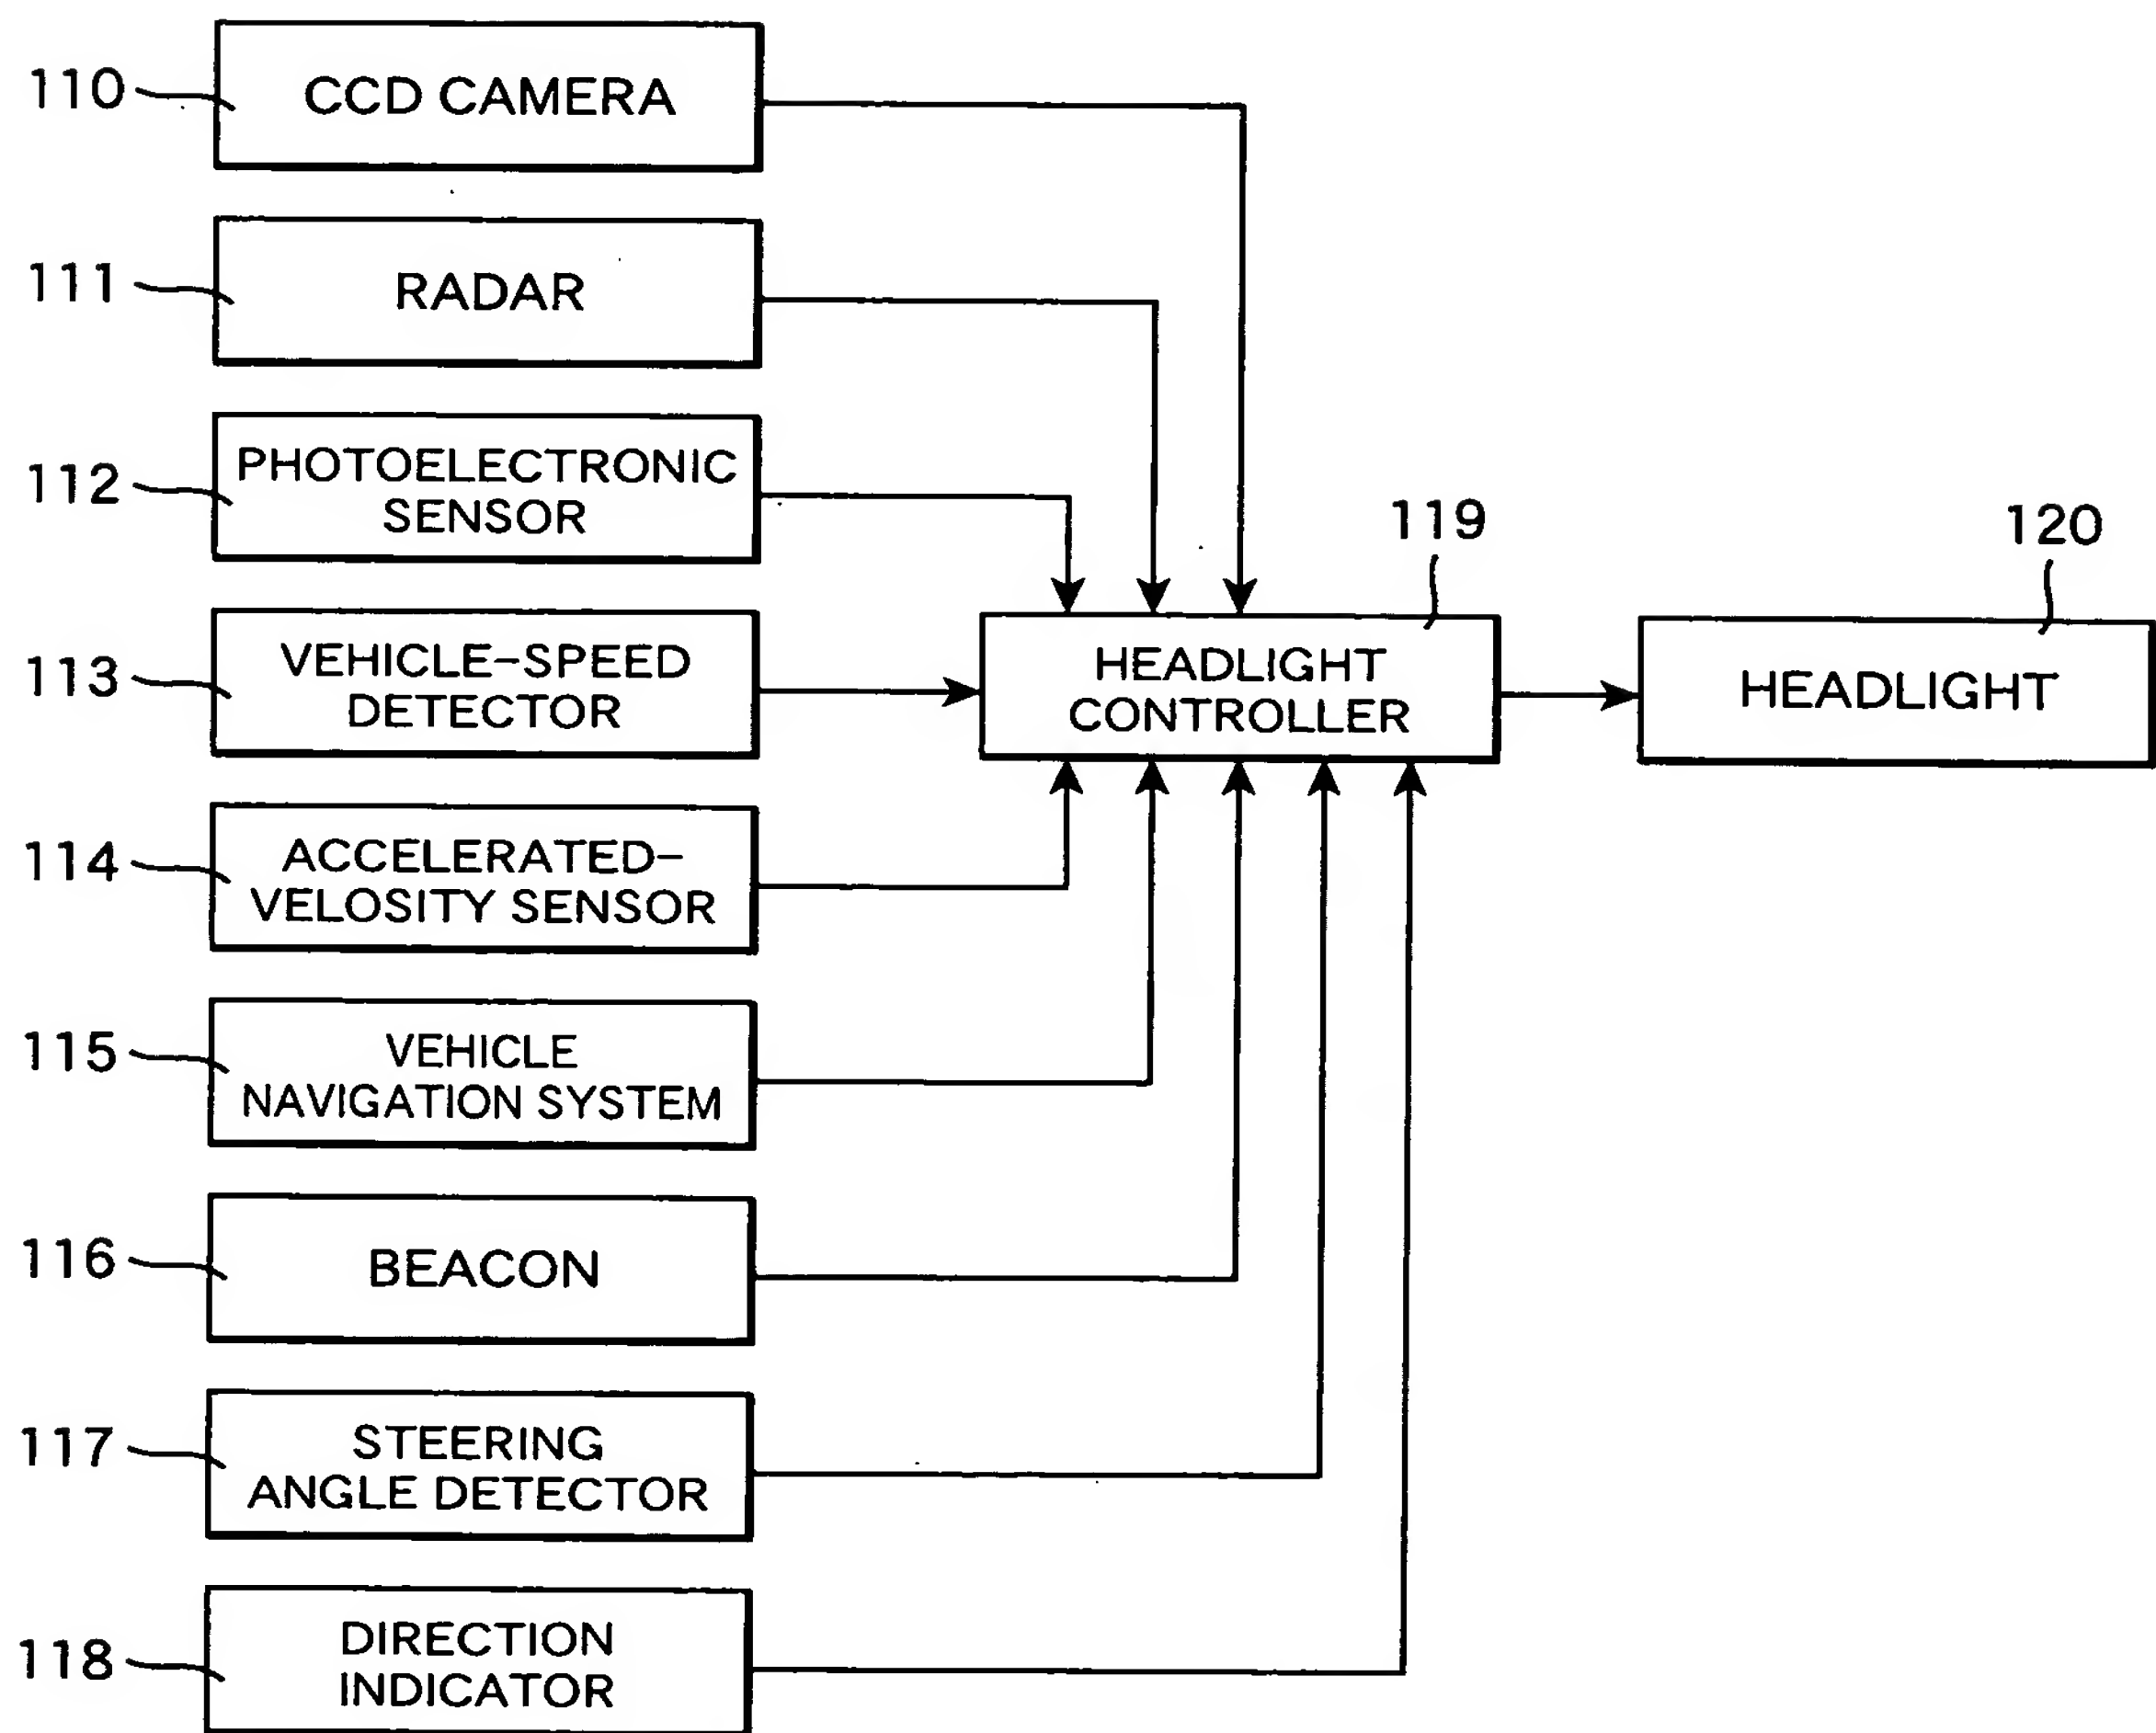 110
CCD CAMERA
111
RADAR
112
PHOTOELECTRONIC
SENSOR
113
VEHICLE-SPEED
DETECTOR
119
HEADLIGHT
CONTROLLER
120
HEADLIGHT
114
ACCELERATED-
VELOSITY SENSOR
115
VEHICLE
NAVIGATION SYSTEM
116
BEACON
117
STEERING
ANGLE DETECTOR
118
DIRECTION
INDICATOR